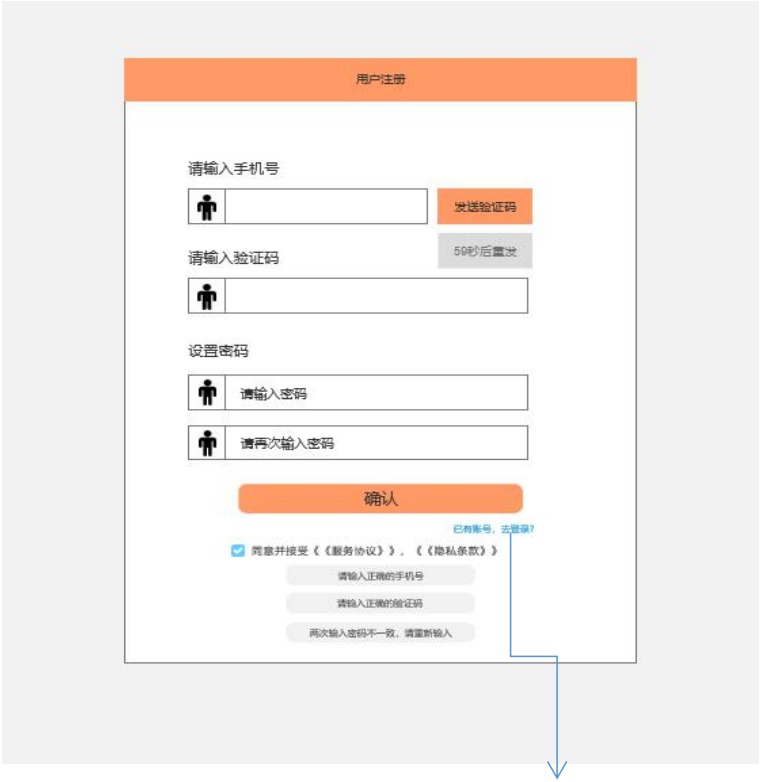 用户注册
请输入手机号
发送验证码
59秒后重发
请输入验证码
设置密码
请输入密码
请再次输入密码
确认
已有账号，去登录?
同意并接受《《服务协议》》，《《隐私条款》》
请输入正确的手机号
请输入正确的验证码
两次输入密码不一致，请重新输入